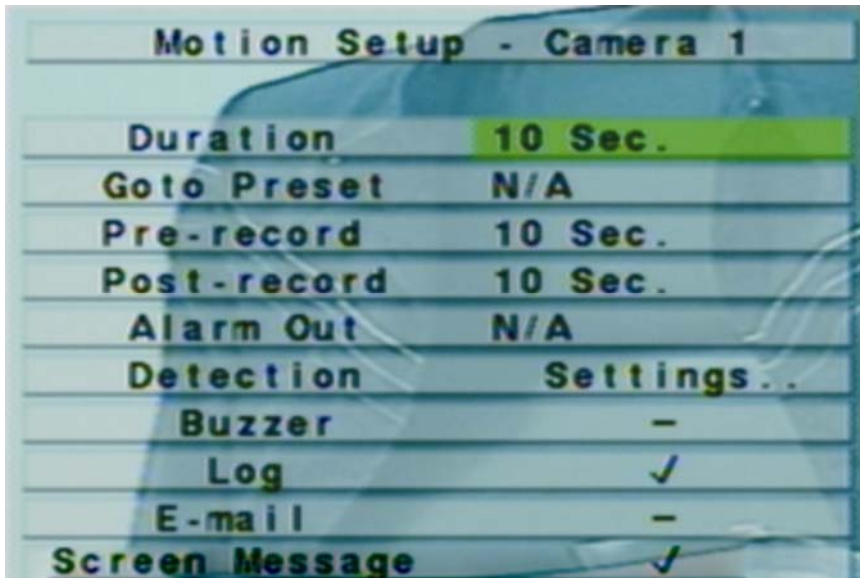 Motion Setup - Camera 1
Duration 10 Sec.
Goto Preset N/A
Pre-record 10 Sec.
Post-record 10 Sec.
Alarm Out N/A
Detection Settings..
Buzzer –
Log ✓
E-mail –
Screen Message ✓